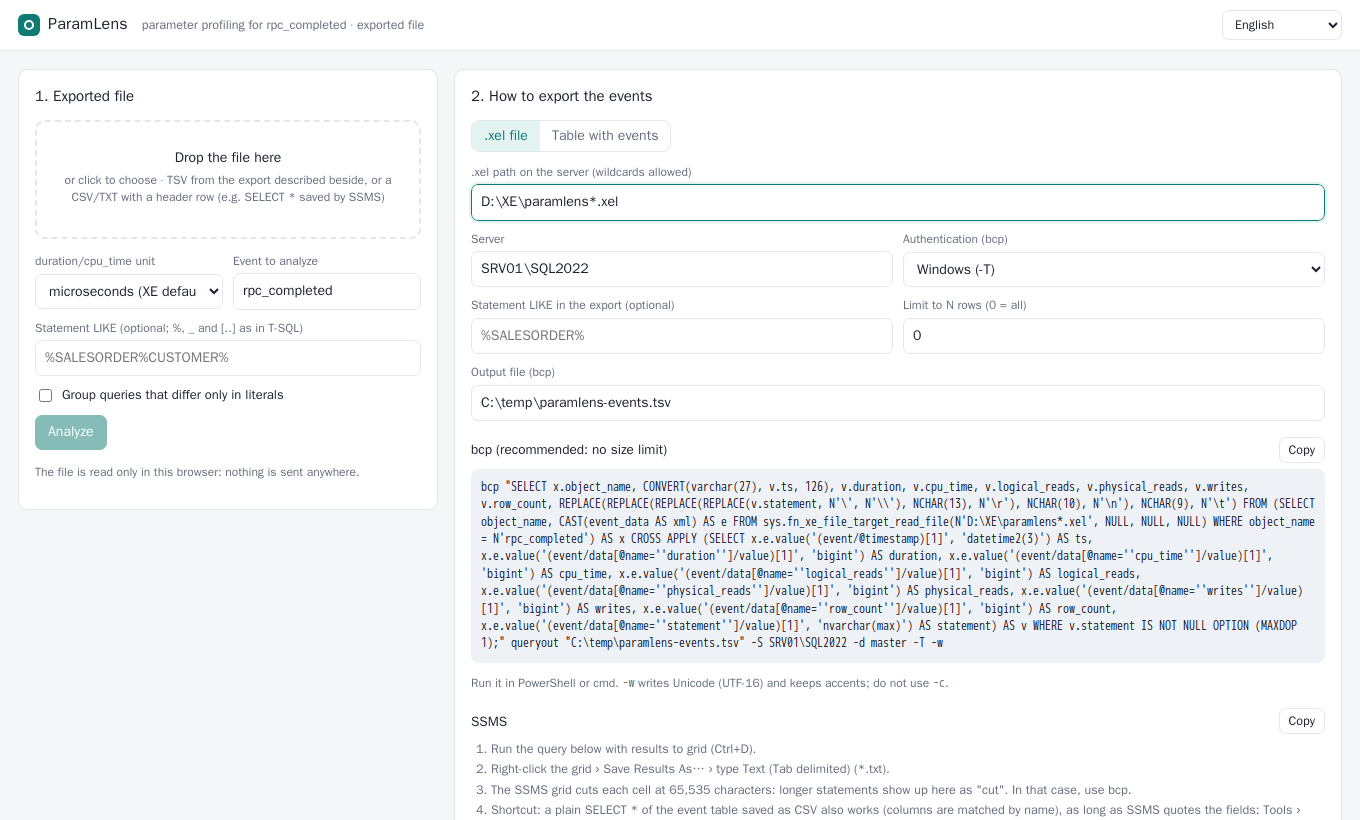 ParamLens parameter profiling for rpc_completed · exported file English
1. Exported file
Drop the file here
or click to choose · TSV from the export described beside, or a
CSV/TXT with a header row (e.g. SELECT * saved by SSMS)
duration/cpu_time unit Event to analyze
microseconds (XE defau rpc_completed
Statement LIKE (optional; %, _ and [..] as in T-SQL)
%SALESORDER%CUSTOMER%
Group queries that differ only in literals
Analyze
The file is read only in this browser: nothing is sent anywhere.
2. How to export the events
.xel file Table with events
.xel path on the server (wildcards allowed)
D:\XE\paramlens*.xel
Server Authentication (bcp)
SRV01\SQL2022 Windows (-T)
Statement LIKE in the export (optional) Limit to N rows (0 = all)
%SALESORDER% 0
Output file (bcp)
C:\temp\paramlens-events.tsv
bcp (recommended: no size limit) Copy
bcp "SELECT x.object_name, CONVERT(varchar(27), v.ts, 126), v.duration, v.cpu_time, v.logical_reads, v.physical_reads, v.writes,
v.row_count, REPLACE(REPLACE(REPLACE(REPLACE(v.statement, N'\', N'\\'), NCHAR(13), N'\r'), NCHAR(10), N'\n'), NCHAR(9), N'\t') FROM (SELECT
object_name, CAST(event_data AS xml) AS e FROM sys.fn_xe_file_target_read_file(N'D:\XE\paramlens*.xel', NULL, NULL, NULL) WHERE object_name
= N'rpc_completed') AS x CROSS APPLY (SELECT x.e.value('(event/@timestamp)[1]', 'datetime2(3)') AS ts,
x.e.value('(event/data[@name=''duration'']/value)[1]', 'bigint') AS duration, x.e.value('(event/data[@name=''cpu_time'']/value)[1]',
'bigint') AS cpu_time, x.e.value('(event/data[@name=''logical_reads'']/value)[1]', 'bigint') AS logical_reads,
x.e.value('(event/data[@name=''physical_reads'']/value)[1]', 'bigint') AS physical_reads, x.e.value('(event/data[@name=''writes'']/value)
[1]', 'bigint') AS writes, x.e.value('(event/data[@name=''row_count'']/value)[1]', 'bigint') AS row_count,
x.e.value('(event/data[@name=''statement'']/value)[1]', 'nvarchar(max)') AS statement) AS v WHERE v.statement IS NOT NULL OPTION (MAXDOP
1);" queryout "C:\temp\paramlens-events.tsv" -S SRV01\SQL2022 -d master -T -w
Run it in PowerShell or cmd. -w writes Unicode (UTF-16) and keeps accents; do not use -c.
SSMS Copy
1. Run the query below with results to grid (Ctrl+D).
2. Right-click the grid › Save Results As… › type Text (Tab delimited) (*.txt).
3. The SSMS grid cuts each cell at 65,535 characters: longer statements show up here as "cut". In that case, use bcp.
4. Shortcut: a plain SELECT * of the event table saved as CSV also works (columns are matched by name), as long as SSMS quotes the fields: Tools ›